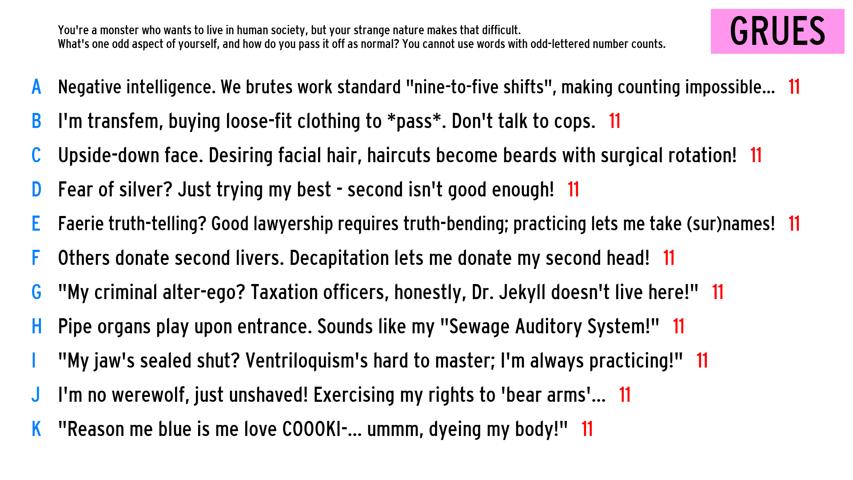 You're a monster who wants to live in human society, but your strange nature makes that difficult.
What's one odd aspect of yourself, and how do you pass it off as normal? You cannot use words with odd-lettered number counts.
GRUES
A Negative intelligence. We brutes work standard "nine-to-five shifts", making counting impossible... 11
B I'm transfem, buying loose-fit clothing to *pass*. Don't talk to cops. 11
C Upside-down face. Desiring facial hair, haircuts become beards with surgical rotation! 11
D Fear of silver? Just trying my best - second isn't good enough! 11
E Faerie truth-telling? Good lawyership requires truth-bending; practicing lets me take (sur)names! 11
F Others donate second livers. Decapitation lets me donate my second head! 11
G "My criminal alter-ego? Taxation officers, honestly, Dr. Jekyll doesn't live here!" 11
H Pipe organs play upon entrance. Sounds like my "Sewage Auditory System!" 11
I "My jaw's sealed shut? Ventriloquism's hard to master; I'm always practicing!" 11
J I'm no werewolf, just unshaved! Exercising my rights to 'bear arms'... 11
K "Reason me blue is me love COOOKI-... ummm, dyeing my body!" 11